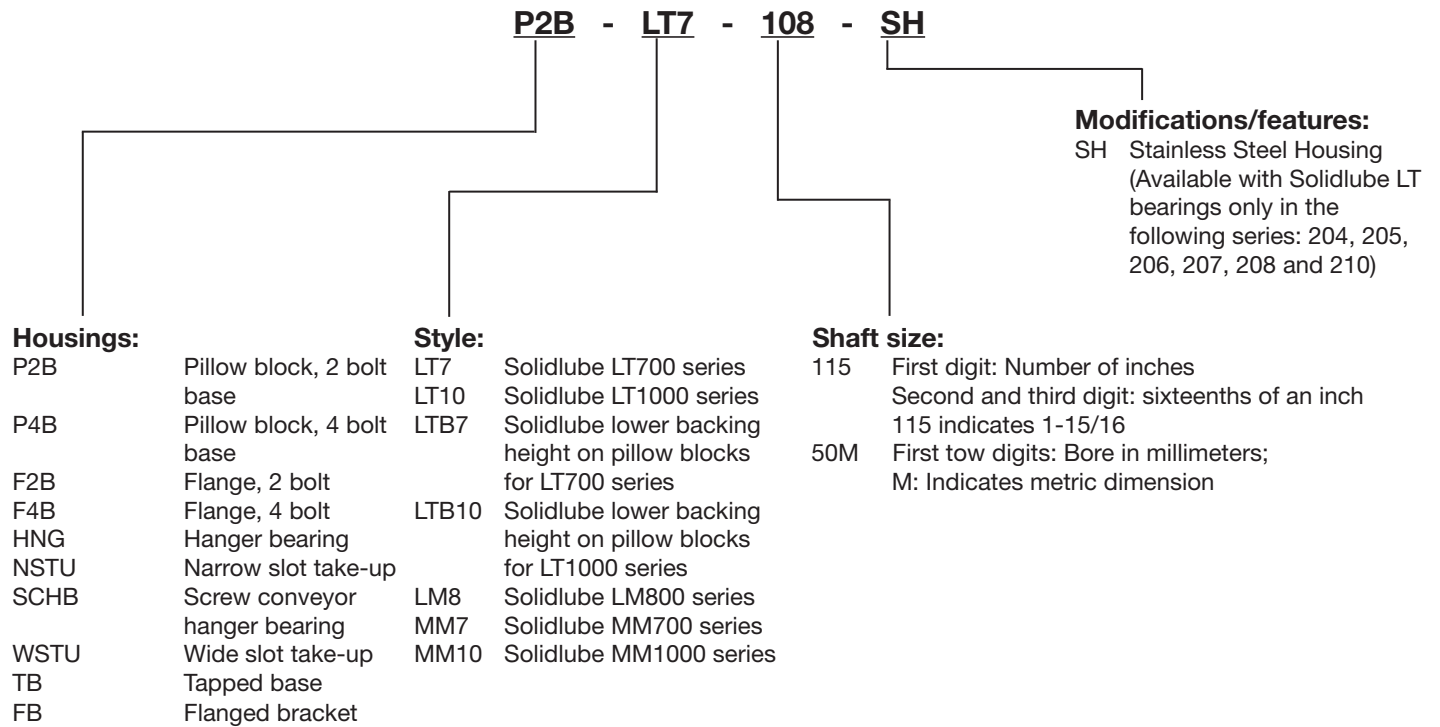 P2B - LT7 - 108 - SH
Modifications/features:
SH Stainless Steel Housing
(Available with Solidlube LT
bearings only in the
following series: 204, 205,
206, 207, 208 and 210)
Housings:
P2B Pillow block, 2 bolt
base
P4B Pillow block, 4 bolt
base
F2B Flange, 2 bolt
F4B Flange, 4 bolt
HNG Hanger bearing
NSTU Narrow slot take-up
SCHB Screw conveyor
hanger bearing
WSTU Wide slot take-up
TB Tapped base
FB Flanged bracket
Style:
LT7 Solidlube LT700 series
LT10 Solidlube LT1000 series
LTB7 Solidlube lower backing
height on pillow blocks
for LT700 series
LTB10 Solidlube lower backing
height on pillow blocks
for LT1000 series
LM8 Solidlube LM800 series
MM7 Solidlube MM700 series
MM10 Solidlube MM1000 series
Shaft size:
115 First digit: Number of inches
Second and third digit: sixteenths of an inch
115 indicates 1-15/16
50M First tow digits: Bore in millimeters;
M: Indicates metric dimension